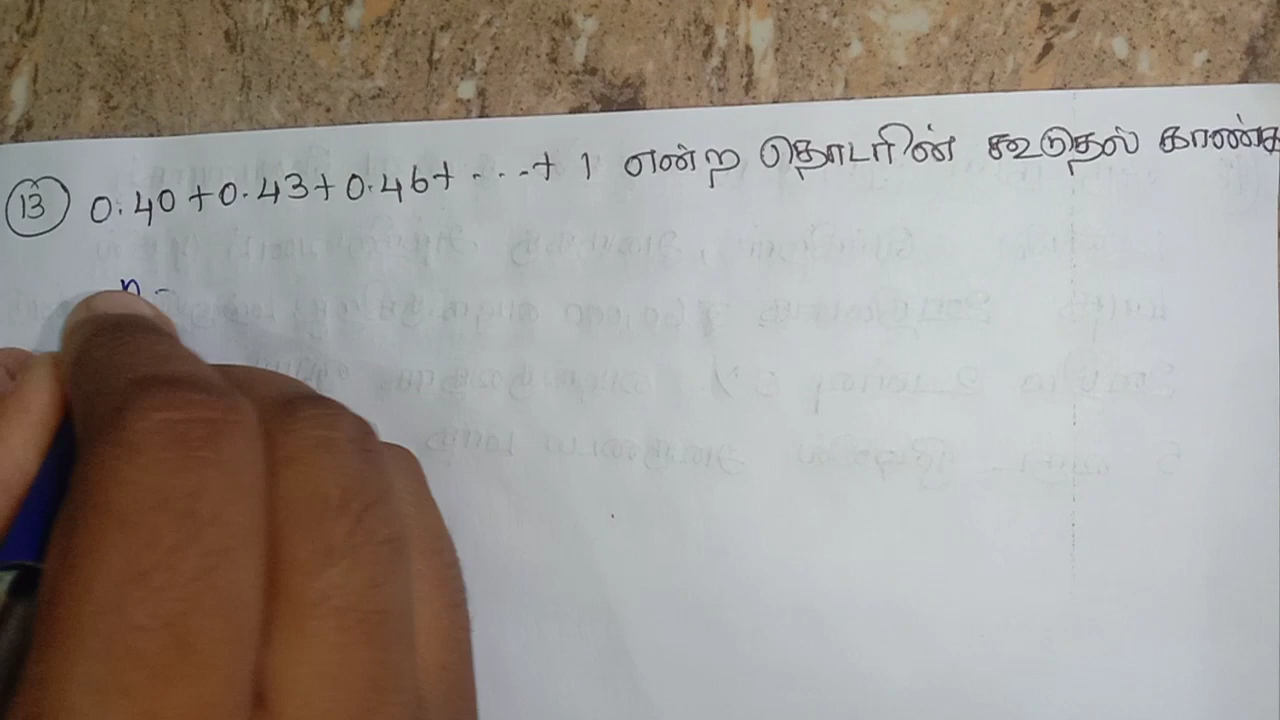 13 0.40+0.43+0.46+ ...+ 1 என்ற தொடரின் கூடுதல் காண்க
n =